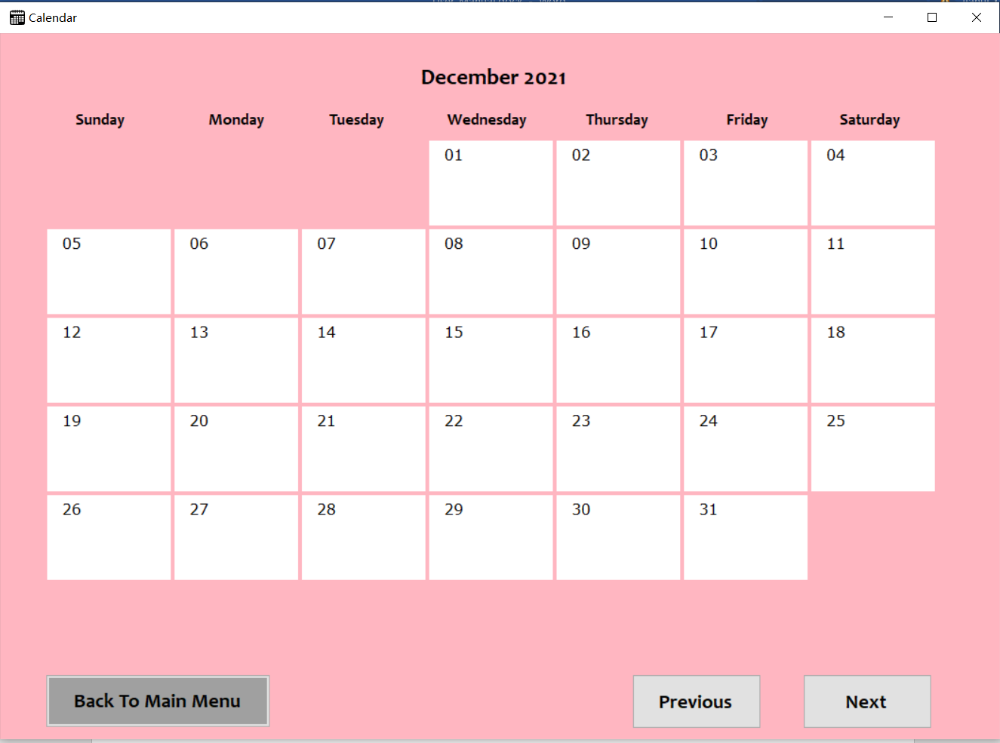 Calendar
December 2021
Sunday Monday Tuesday Wednesday Thursday Friday Saturday
01 02 03 04
05 06 07 08 09 10 11
12 13 14 15 16 17 18
19 20 21 22 23 24 25
26 27 28 29 30 31
Back To Main Menu Previous Next